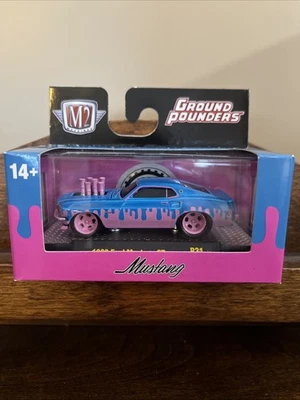 M2
GROUND
POUNDERS
14+
Mustang